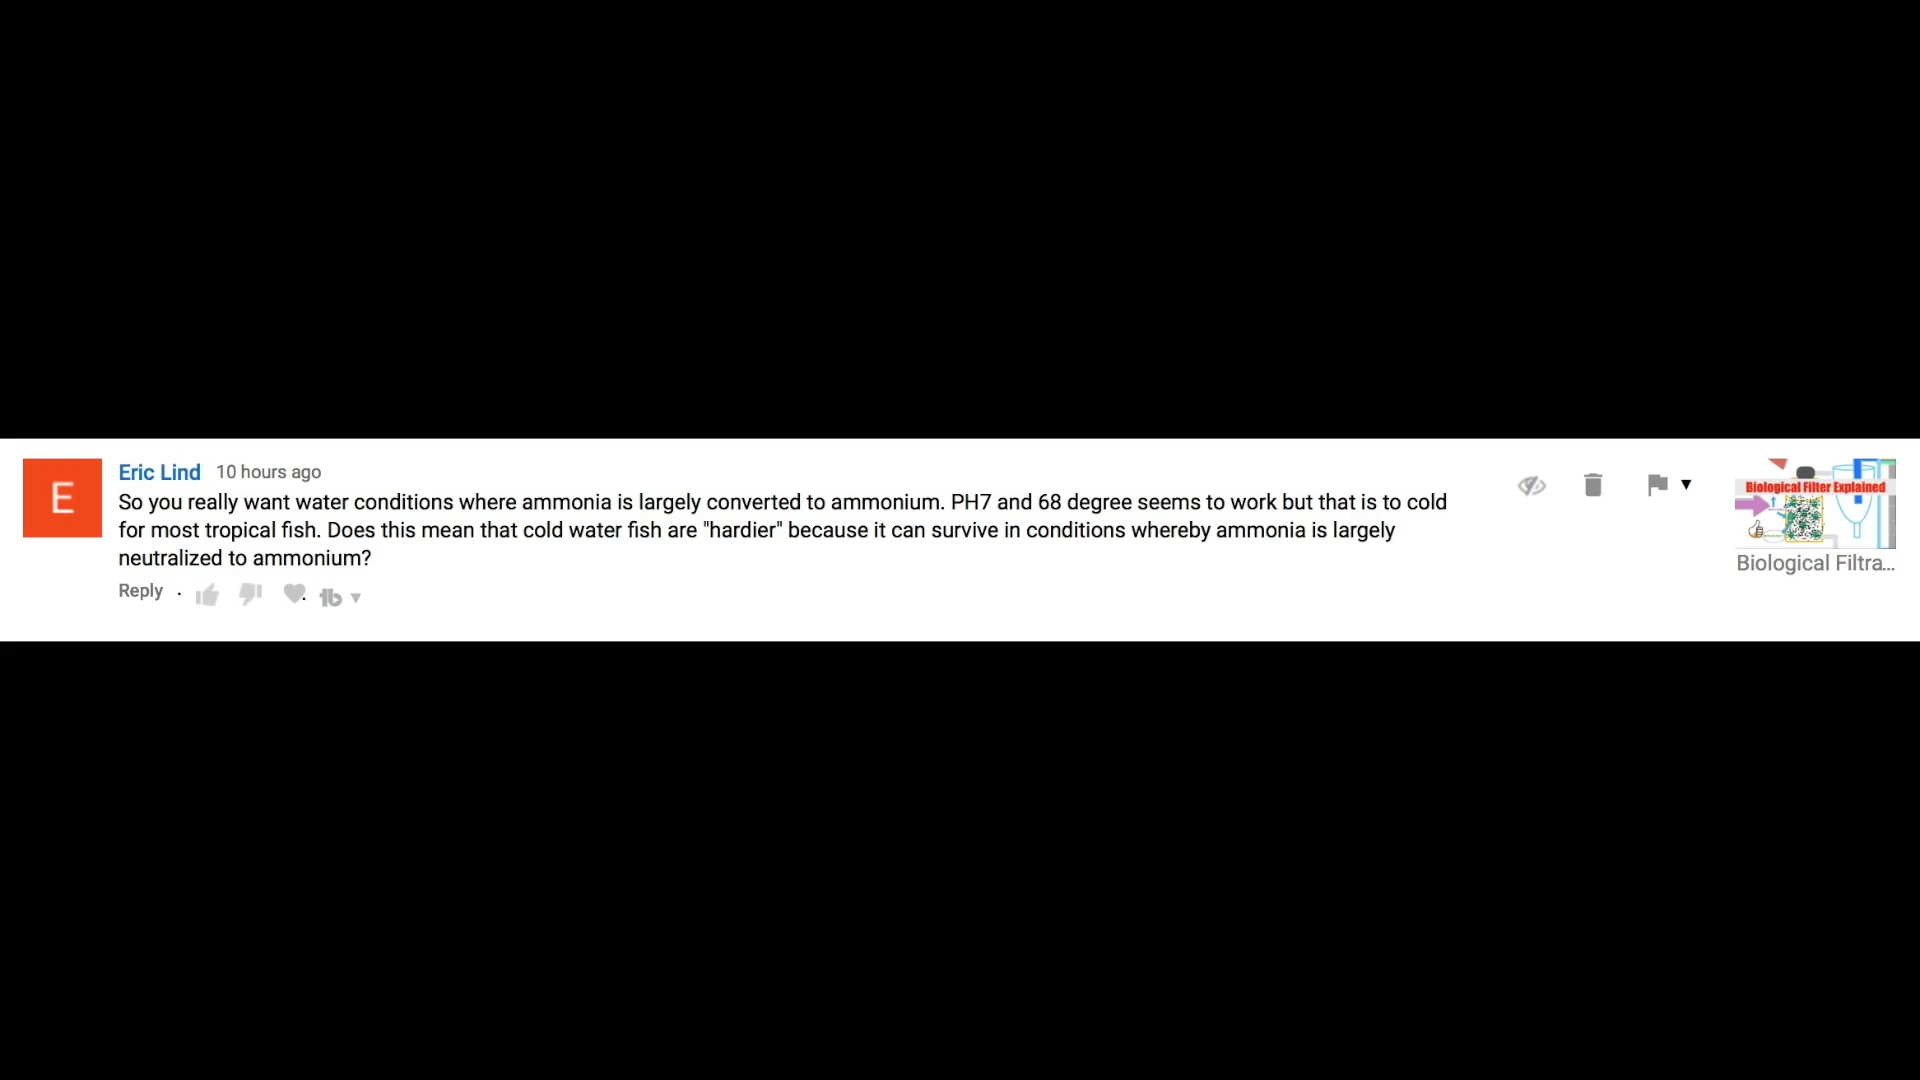 E
Eric Lind 10 hours ago
So you really want water conditions where ammonia is largely converted to ammonium. PH7 and 68 degree seems to work but that is to cold
for most tropical fish. Does this mean that cold water fish are "hardier" because it can survive in conditions whereby ammonia is largely
neutralized to ammonium?
Reply
Biological Filter Explained
Biological Filtra...